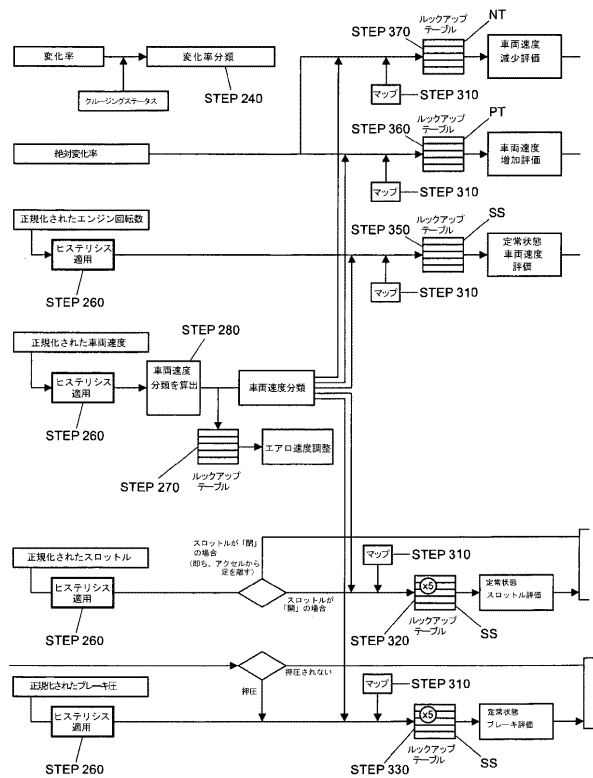 変化率
変化率分類
クルージングステータス
STEP 240
STEP 370
ルックアップ
テーブル
NT
車両速度
減少評価
マップ
STEP 310
絶対変化率
STEP 360
ルックアップ
テーブル
PT
車両速度
増加評価
マップ
STEP 310
正規化されたエンジン回転数
ヒステリシス
適用
STEP 260
STEP 350
ルックアップ
テーブル
SS
定常状態
車両速度
評価
マップ
STEP 310
正規化された車両速度
ヒステリシス
適用
STEP 260
STEP 280
車両速度
分類を算出
車両速度分類
STEP 270
ルックアップ
テーブル
エアロ速度調整
正規化されたスロットル
ヒステリシス
適用
STEP 260
スロットルが「閉」
の場合
(即ち、アクセルから
足を離す)
スロットルが
「開」の場合
マップ
STEP 310
x5
STEP 320
ルックアップ
テーブル
SS
定常状態
スロットル評価
正規化されたブレーキ圧
ヒステリシス
適用
STEP 260
押圧されない
押圧
マップ
STEP 310
x5
STEP 330
ルックアップ
テーブル
SS
定常状態
ブレーキ評価